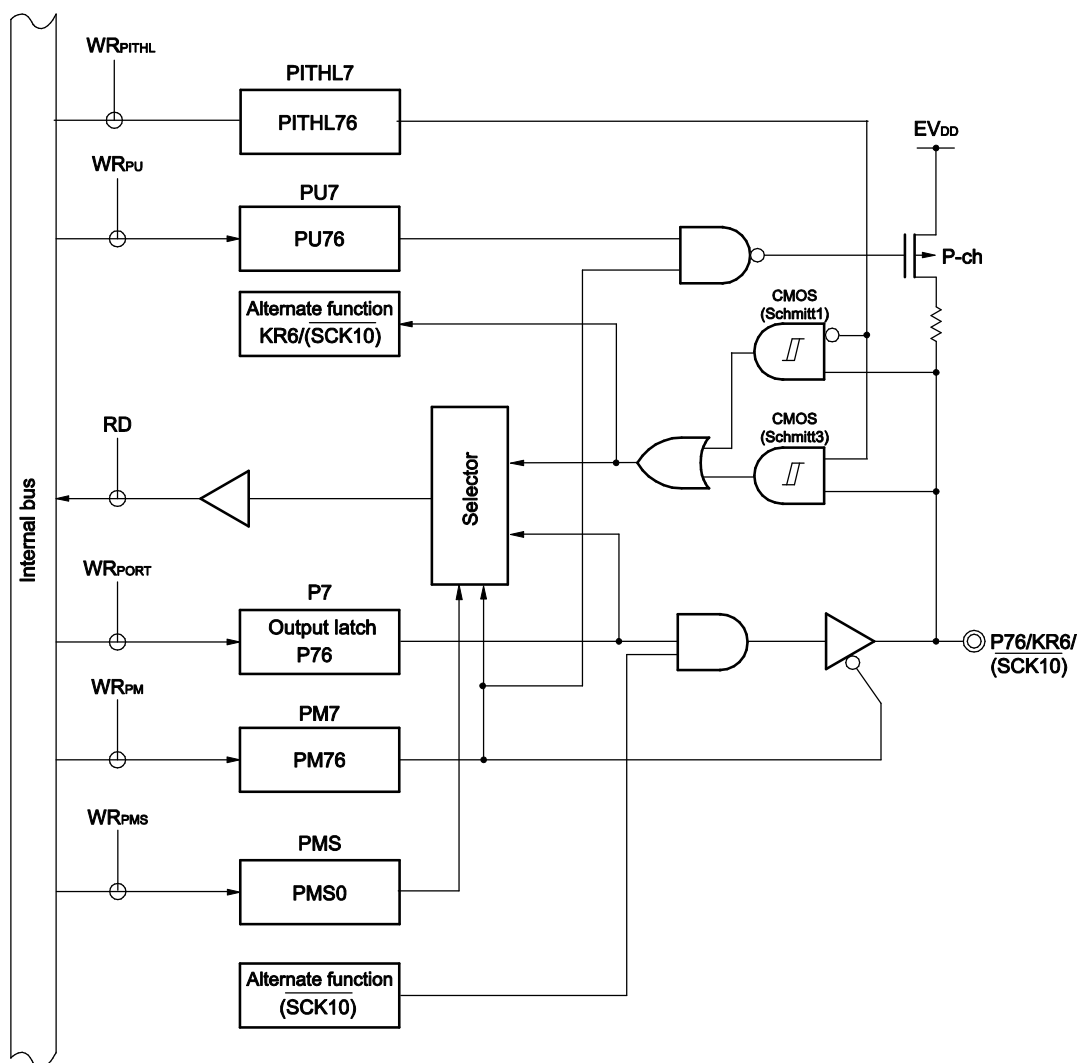 WRPITHL
PITHL7
PITHL76
EVDD
WRPU
PU7
PU76
P-ch
Alternate function
KR6/(SCK10)
CMOS
(Schmitt1)
RD
CMOS
(Schmitt3)
Selector
Internal bus
WRPORT
P7
Output latch
P76
P76/KR6/
(SCK10)
WRPM
PM7
PM76
WRPMS
PMS
PMS0
Alternate function
(SCK10)